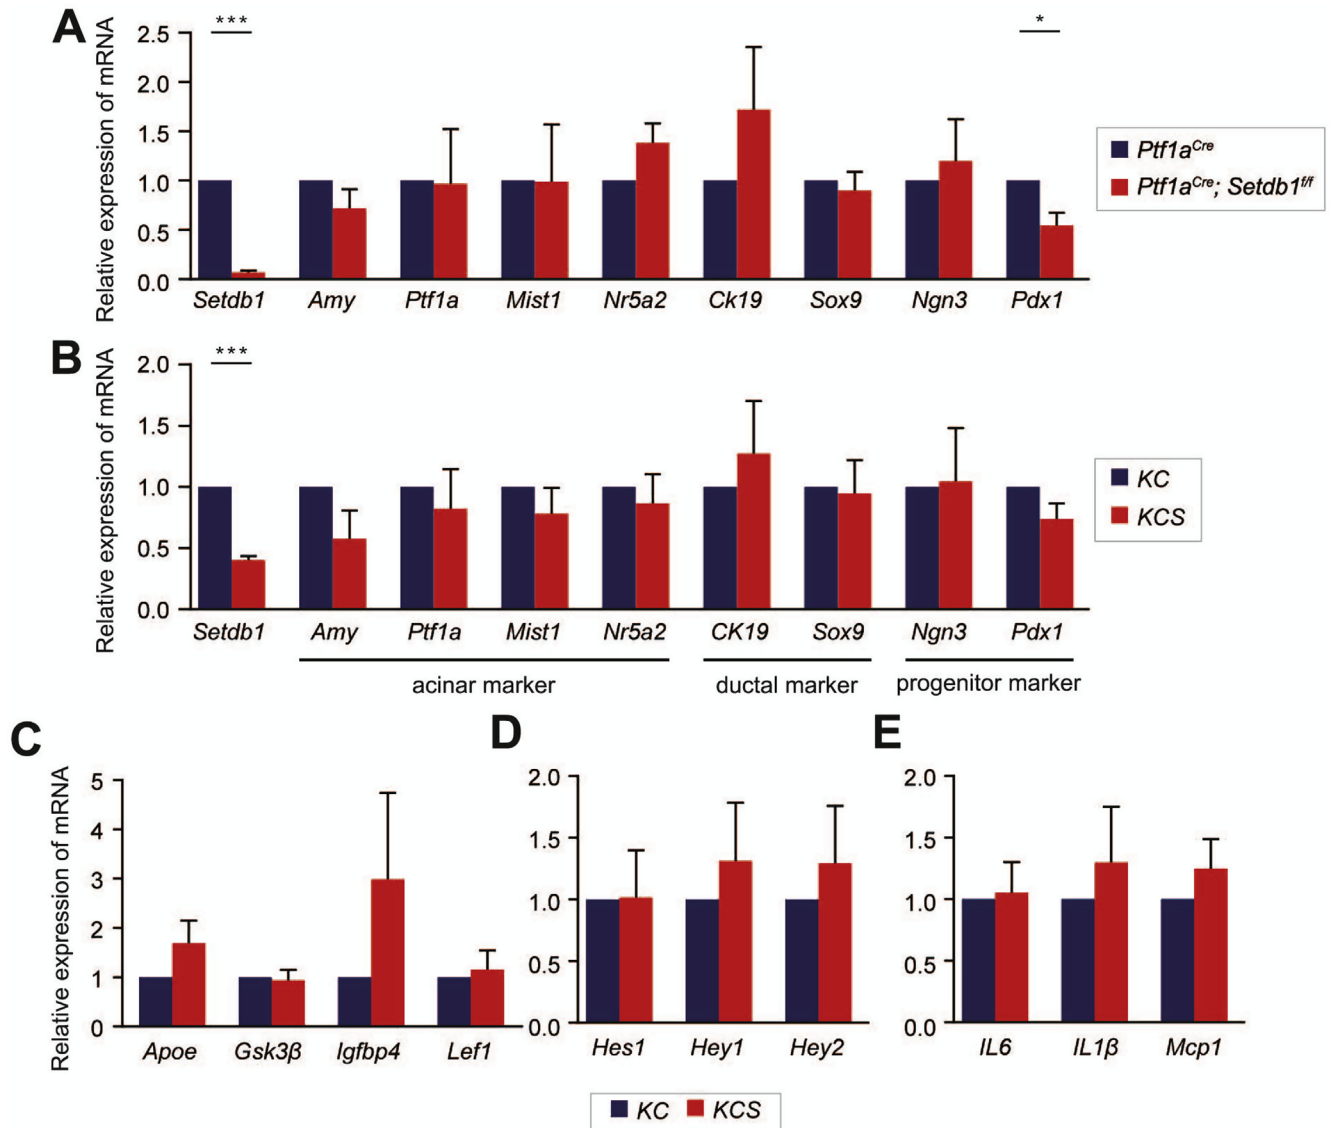 A
Relative expression of mRNA
*** *
2.5
2.0
1.5
1.0
0.5
0.0
Setdb1 Amy Ptf1a Mist1 Nr5a2 Ck19 Sox9 Ngn3 Pdx1
Ptf1aCre
Ptf1aCre; Setdb1f/f
B
Relative expression of mRNA
***
2.0
1.5
1.0
0.5
0.0
Setdb1 Amy Ptf1a Mist1 Nr5a2 CK19 Sox9 Ngn3 Pdx1
acinar marker ductal marker progenitor marker
KC
KCS
C
Relative expression of mRNA
5
4
3
2
1
0
Apoe Gsk3β Igfbp4 Lef1
D
2.0
1.5
1.0
0.5
0.0
Hes1 Hey1 Hey2
E
2.0
1.5
1.0
0.5
0.0
IL6 IL1β Mcp1
KC KCS